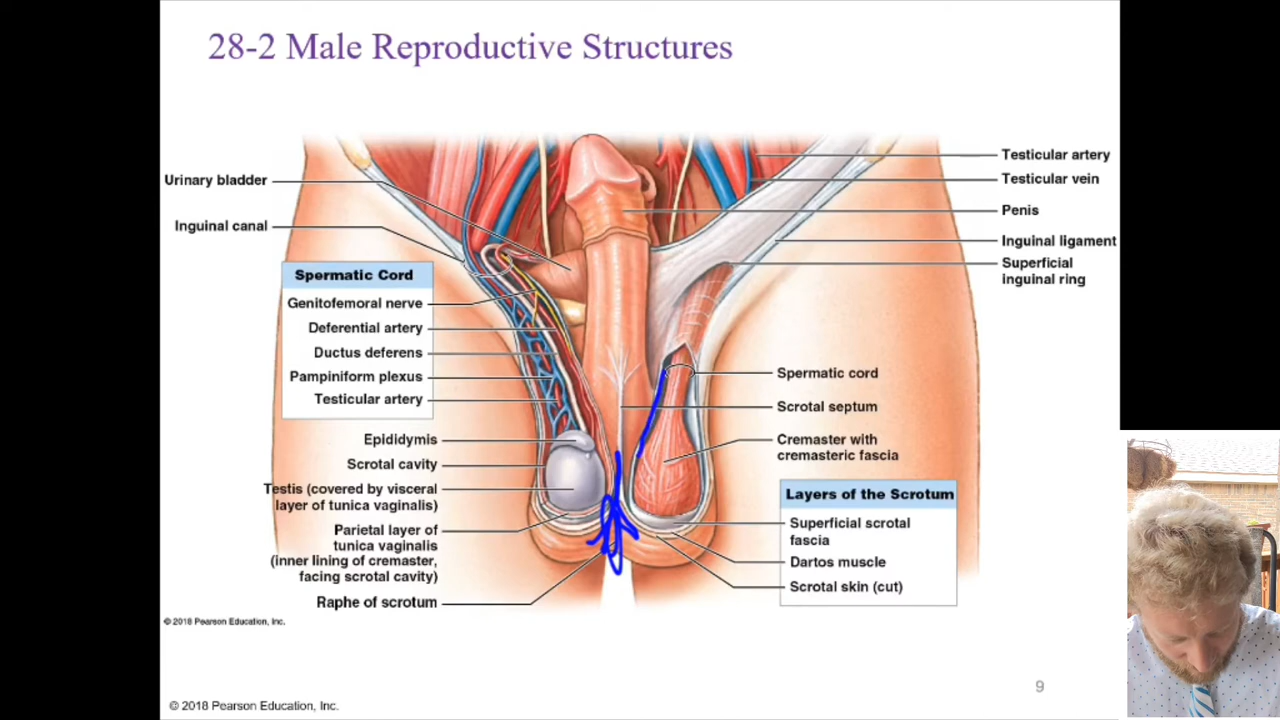 28-2 Male Reproductive Structures
Urinary bladder
Inguinal canal
Spermatic Cord
Genitofemoral nerve
Deferential artery
Ductus deferens
Pampiniform plexus
Testicular artery
Epididymis
Scrotal cavity
Testis (covered by visceral
layer of tunica vaginalis)
Parietal layer of
tunica vaginalis
(inner lining of cremaster,
facing scrotal cavity)
Raphe of scrotum
Testicular artery
Testicular vein
Penis
Inguinal ligament
Superficial
inguinal ring
Spermatic cord
Scrotal septum
Cremaster with
cremasteric fascia
Layers of the Scrotum
Superficial scrotal
fascia
Dartos muscle
Scrotal skin (cut)
© 2018 Pearson Education, Inc.
9
© 2018 Pearson Education, Inc.